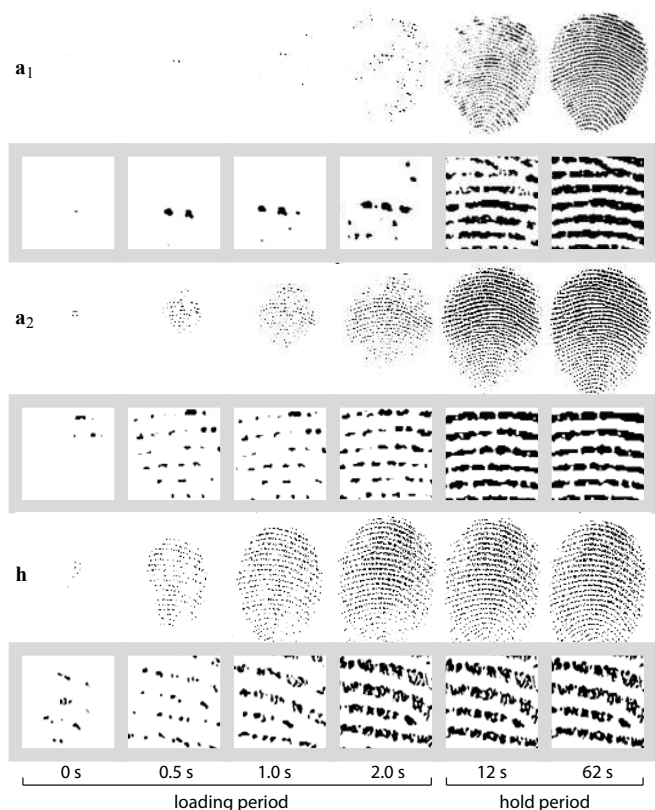 a1
a2
h
0 s 0.5 s 1.0 s 2.0 s 12 s 62 s
loading period hold period